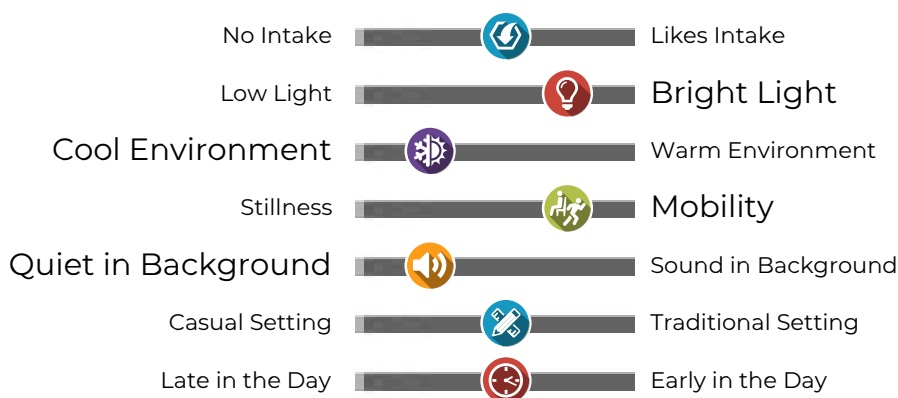 No Intake Likes Intake
Low Light Bright Light
Cool Environment Warm Environment
Stillness Mobility
Quiet in Background Sound in Background
Casual Setting Traditional Setting
Late in the Day Early in the Day